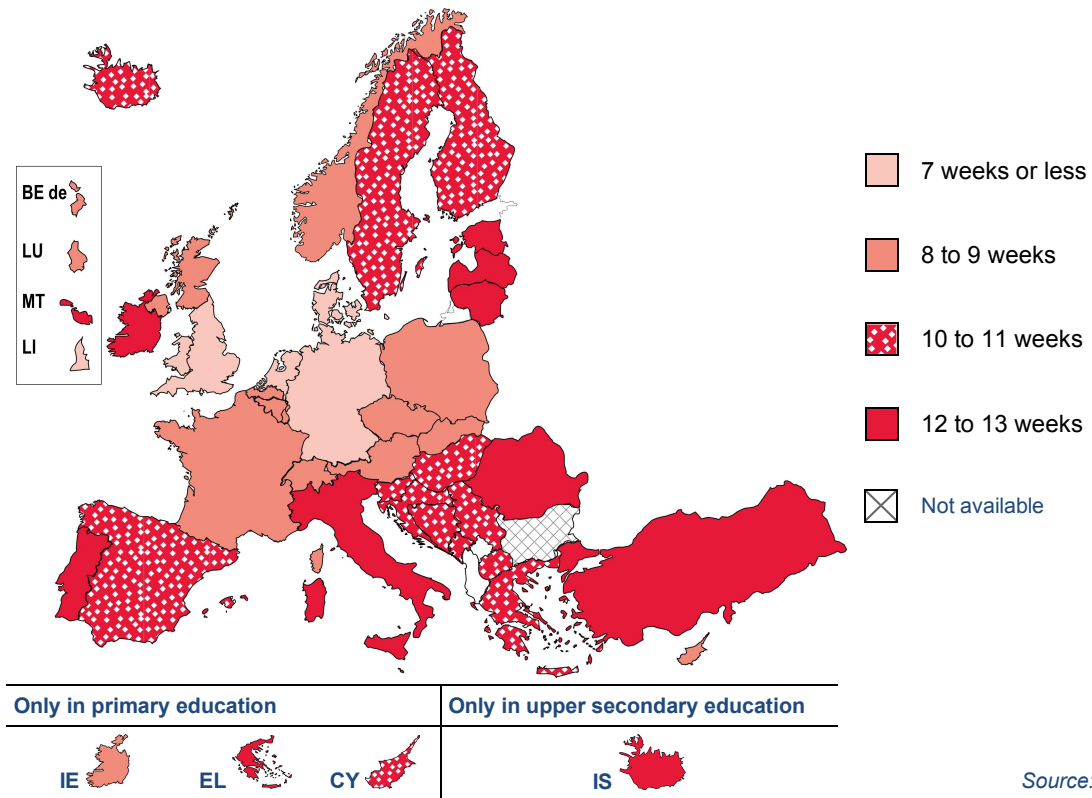 BE de
LU
MT
LI
7 weeks or less
8 to 9 weeks
10 to 11 weeks
12 to 13 weeks
Not available
Only in primary education
Only in upper secondary education
IE
EL
CY
IS
Source: